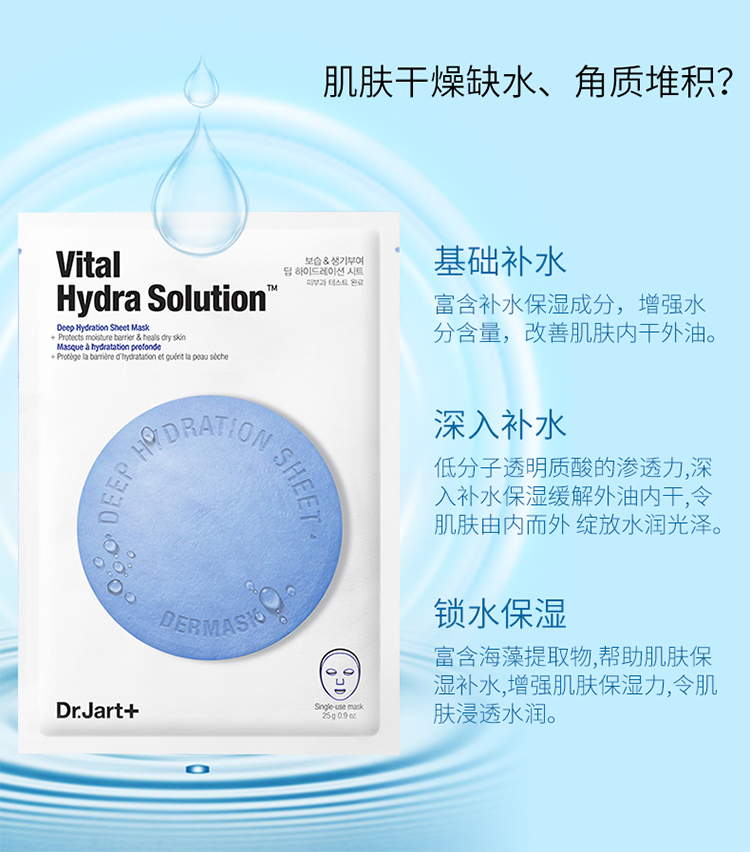 肌肤干燥缺水、角质堆积？
Vital
Hydra Solution™
보습 & 생기부여
딥 하이드레이션 시트
피부과 테스트 완료
Deep Hydration Sheet Mask
+ Protects moisture barrier & heals dry skin
Masque à hydratation profonde
+ Protège la barrière d'hydratation et guérit la peau sèche
DEEP HYDRATION SHEET
DERMASK
Single-use mask
25g 0.9 oz.
Dr.Jart+
基础补水
富含补水保湿成分，增强水
分含量，改善肌肤内干外油。
深入补水
低分子透明质酸的渗透力,深
入补水保湿缓解外油内干,令
肌肤由内而外 绽放水润光泽。
锁水保湿
富含海藻提取物,帮助肌肤保
湿补水,增强肌肤保湿力,令肌
肤浸透水润。